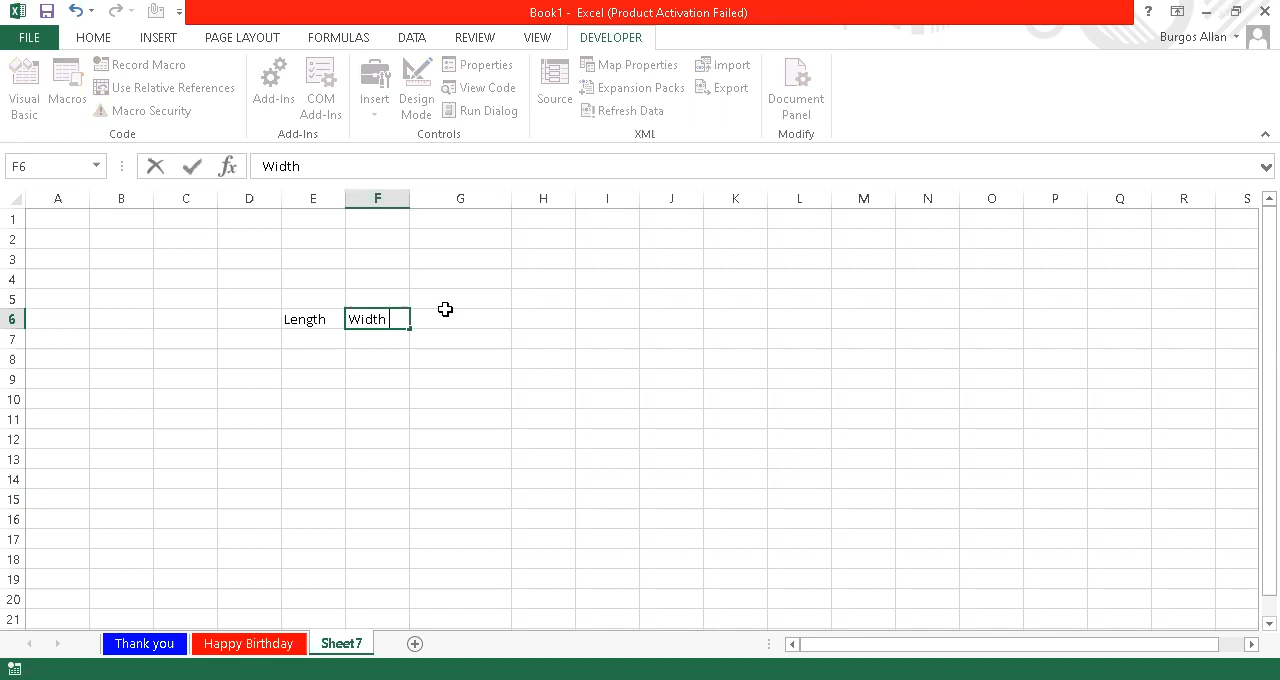 Book1 - Excel (Product Activation Failed)
?
FILE HOME INSERT PAGE LAYOUT FORMULAS DATA REVIEW VIEW DEVELOPER Burgos Allan
Visual Basic
Macros
Record Macro
Use Relative References
Macro Security
Code
Add-Ins
COM Add-Ins
Add-Ins
Insert
Design Mode
Properties
View Code
Run Dialog
Controls
Source
Map Properties
Expansion Packs
Refresh Data
Import
Export
XML
Document Panel
Modify
F6 fx Width
A B C D E F G H I J K L M N O P Q R S
1
2
3
4
5
6 Length Width
7
8
9
10
11
12
13
14
15
16
17
18
19
20
21
Thank you Happy Birthday Sheet7